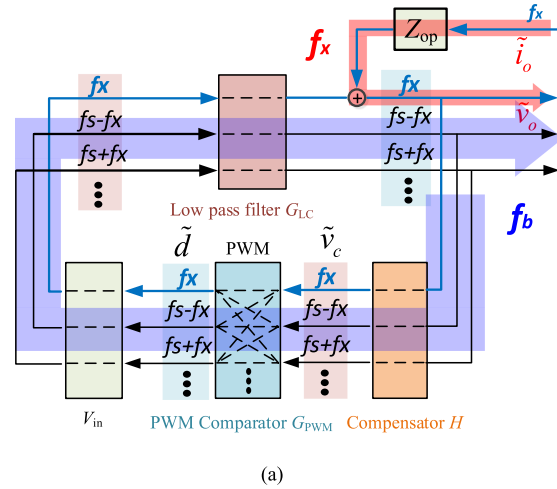 fx
Zop
fx
ĩo
fx
fx
+
ṽo
fs-fx
fs-fx
fs+fx
fs+fx
Low pass filter GLC
fb
d̃
PWM
ṽc
fx
fx
fs-fx
fs-fx
fs+fx
fs+fx
Vin
PWM Comparator GPWM
Compensator H
(a)